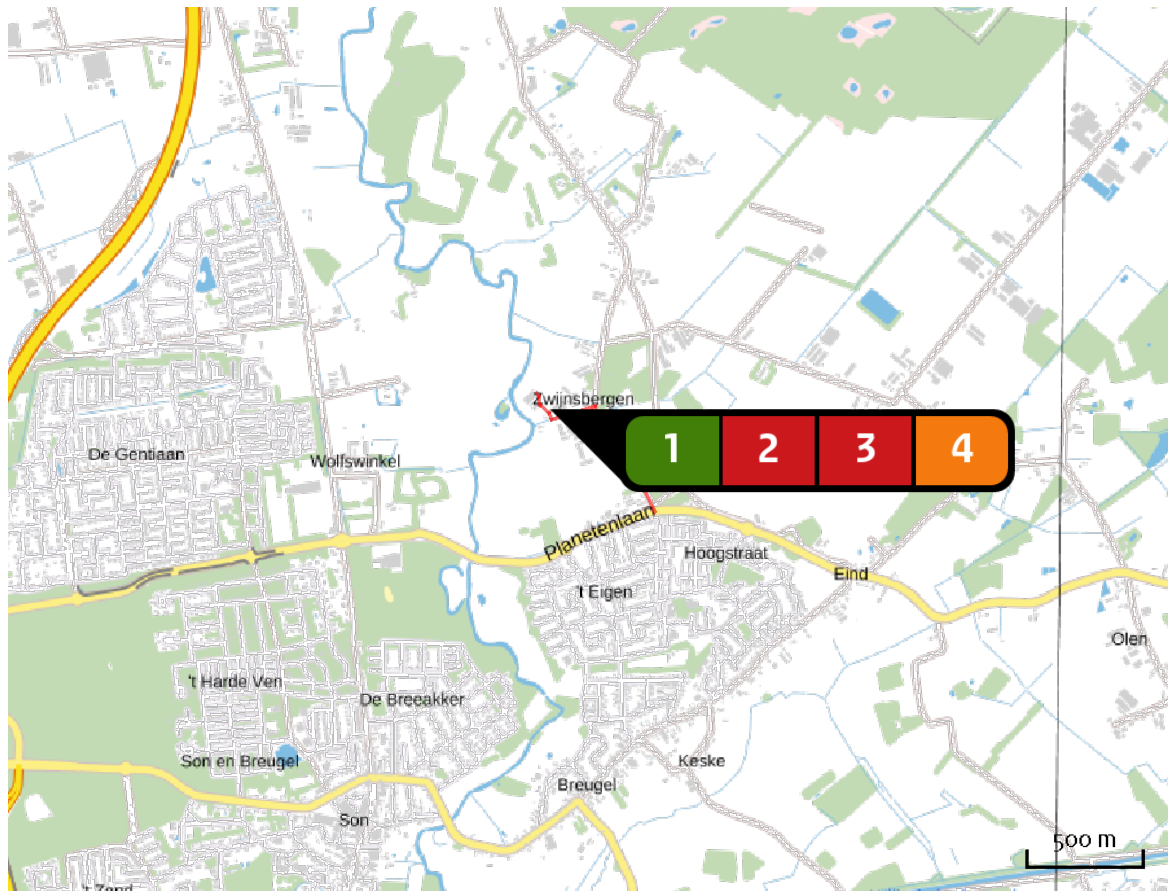 Zwijnsbergen
1 2 3 4
De Gentiaan
Wolfswinkel
Planetenlaan
Hoogstraat
Eind
't Eigen
Olen
't Harde Ven
De Breeakker
Son en Breugel
Keske
Breugel
Son
500 m
't Zand